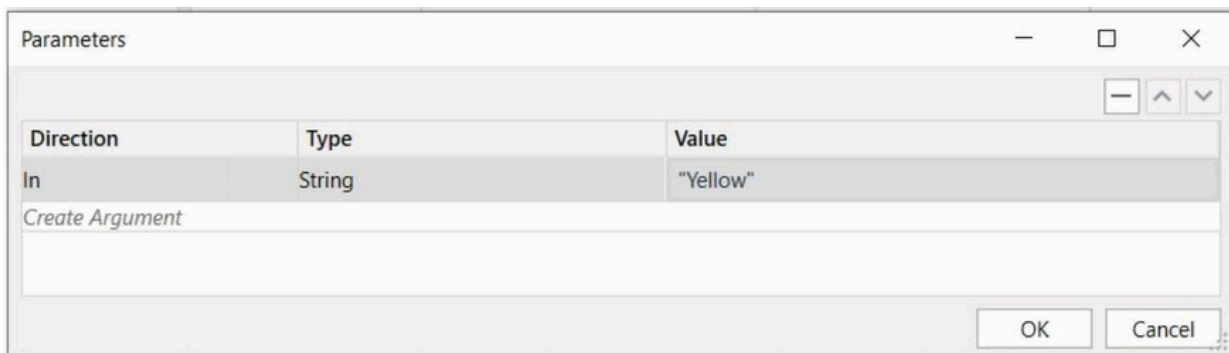 Parameters
Direction Type Value
In String "Yellow"
Create Argument
OK Cancel